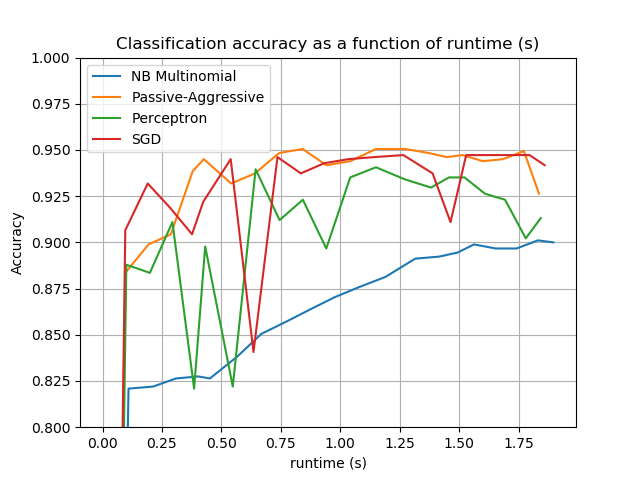 Classification accuracy as a function of runtime (s)
NB Multinomial
Passive-Aggressive
Perceptron
SGD
Accuracy
1.000
0.975
0.950
0.925
0.900
0.875
0.850
0.825
0.800
0.00 0.25 0.50 0.75 1.00 1.25 1.50 1.75
runtime (s)